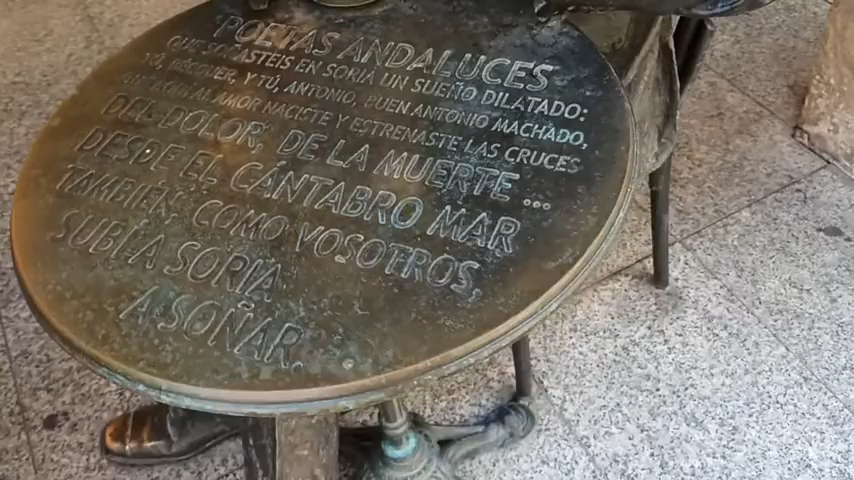 POETAS ANDALUCES
QUE SOÑASTEIS EN SORIA UN SUEÑO DILATADO:
TÚ, BÉCQUER, Y TÚ, ANTONIO, BUEN ANTONIO MACHADO,
AMOR NACISTE Y ESTRENASTE LAS CRUCES
DEL DOLOR, DE LA MUERTE...
DESDE EL CÁNTABRO MAR
TAMBIÉN COMO VOSOTROS
SUBÍ A SORIA
A SOÑAR.